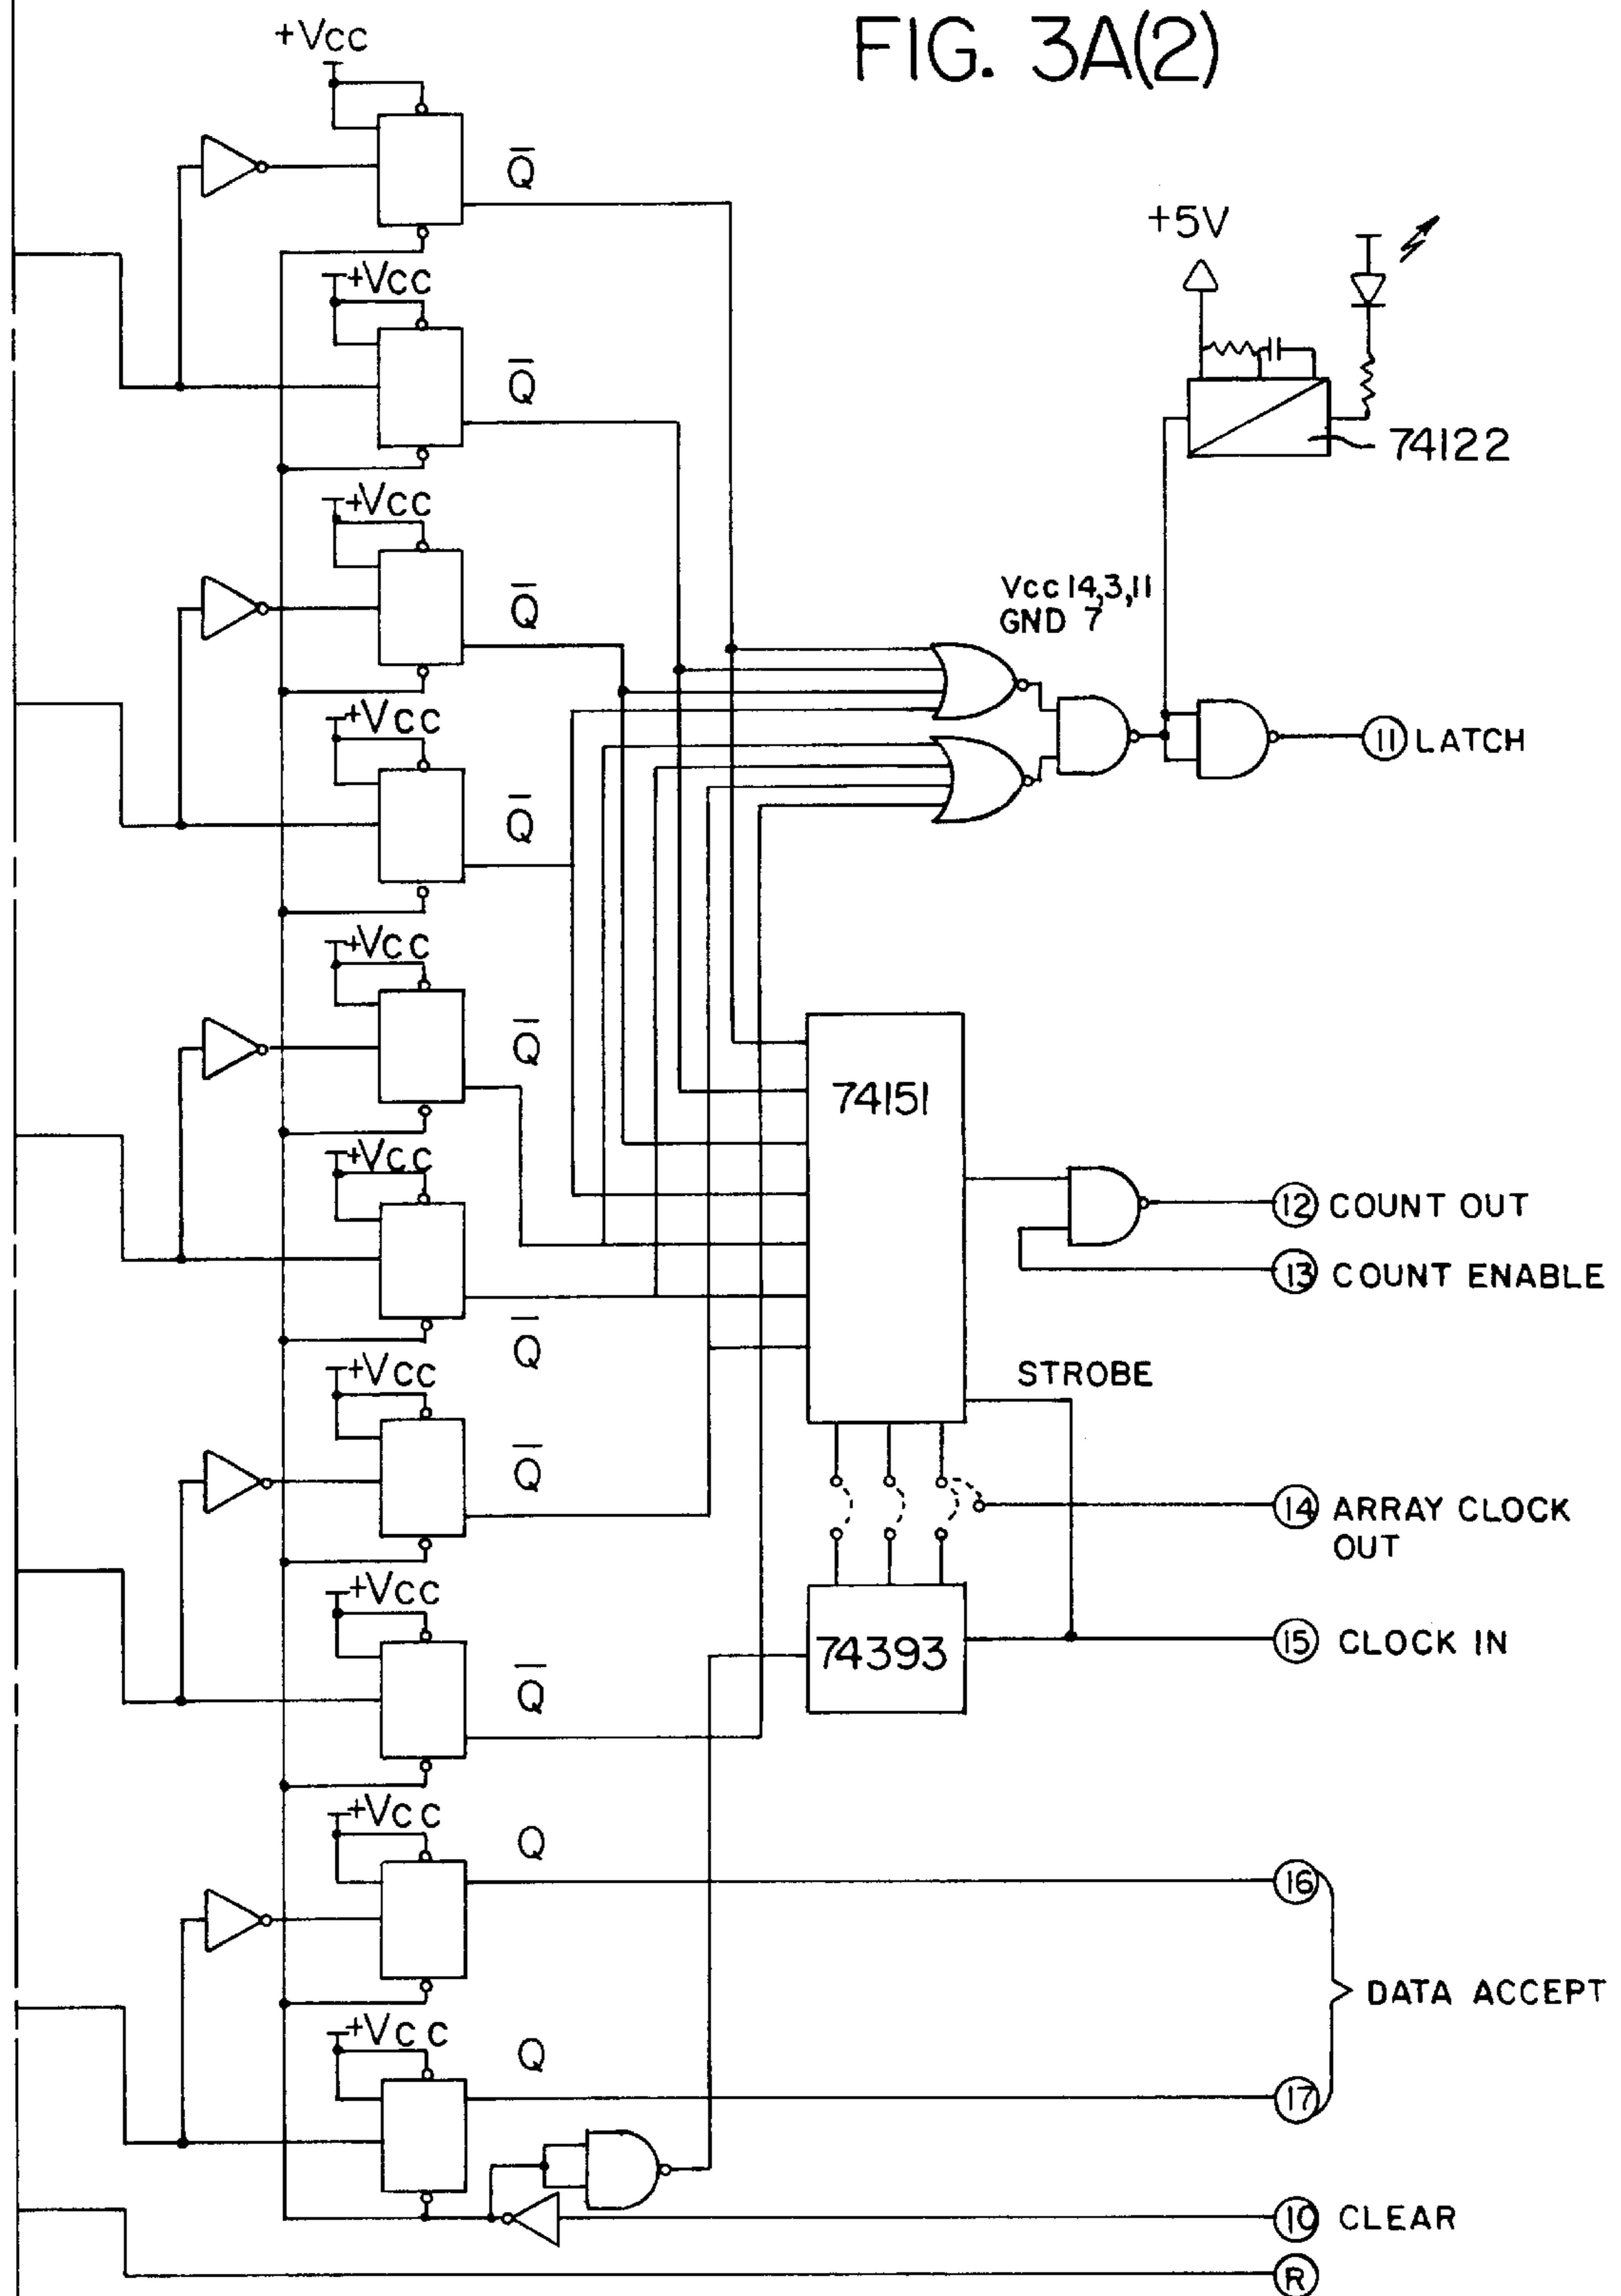 FIG. 3A(2)
+Vcc
Q̅
+5V
+Vcc
Q̅
74122
+Vcc
Q̅
Vcc 14,3,11
GND 7
+Vcc
11 LATCH
Q̅
+Vcc
Q̅
74151
+Vcc
12 COUNT OUT
13 COUNT ENABLE
Q̅
+Vcc
STROBE
Q̅
14 ARRAY CLOCK
OUT
+Vcc
15 CLOCK IN
74393
Q̅
+Vcc
Q
16
DATA ACCEPT
+Vcc
Q
17
10 CLEAR
R